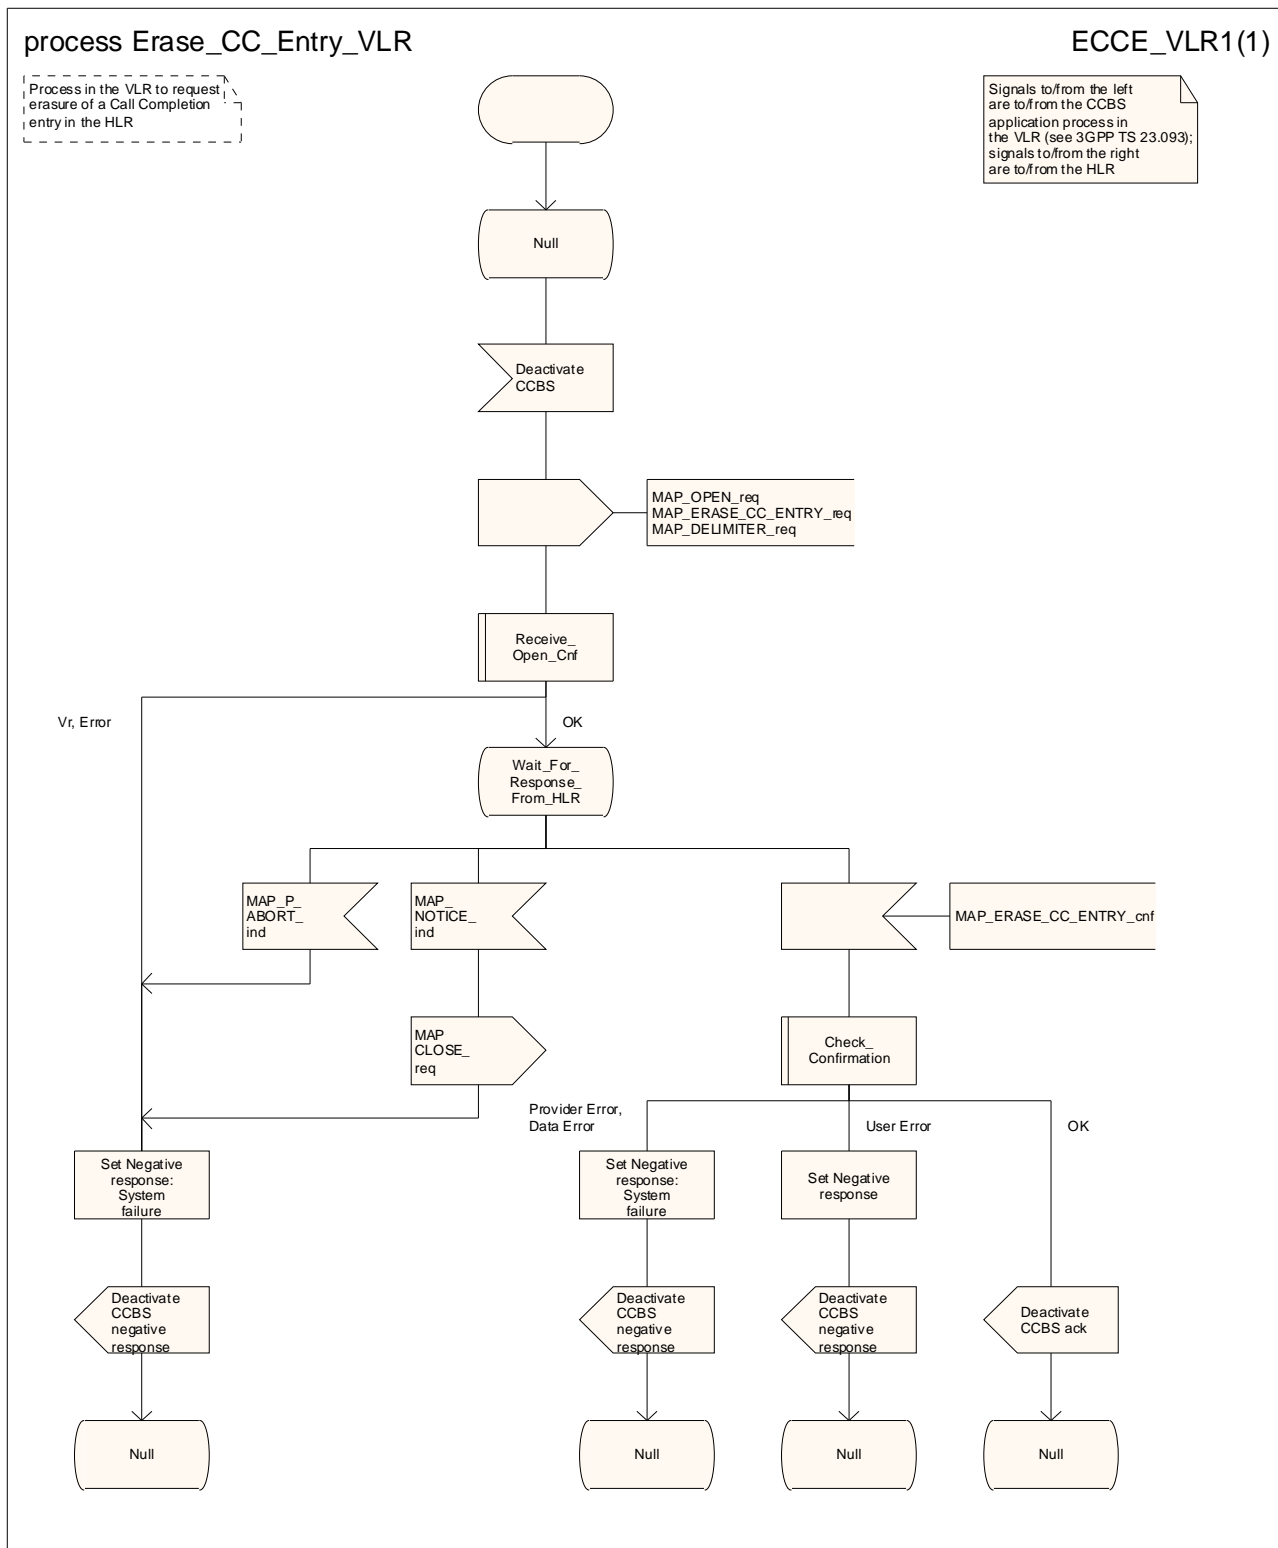 process Erase_CC_Entry_VLR
ECCE_VLR1(1)
Process in the VLR to request
erasure of a Call Completion
entry in the HLR
Signals to/from the left
are to/from the CCBS
application process in
the VLR (see 3GPP TS 23.093);
signals to/from the right
are to/from the HLR
Null
Deactivate
CCBS
MAP_OPEN_req
MAP_ERASE_CC_ENTRY_req
MAP_DELIMITER_req
Receive_
Open_Cnf
Vr, Error
OK
Wait_For_
Response_
From_HLR
MAP_P_
ABORT_
ind
MAP_
NOTICE_
ind
MAP_ERASE_CC_ENTRY_cnf
MAP
CLOSE_
req
Check_
Confirmation
Provider Error,
Data Error
User Error
OK
Set Negative
response:
System
failure
Set Negative
response:
System
failure
Set Negative
response
Deactivate
CCBS
negative
response
Deactivate
CCBS
negative
response
Deactivate
CCBS
negative
response
Deactivate
CCBS ack
Null
Null
Null
Null